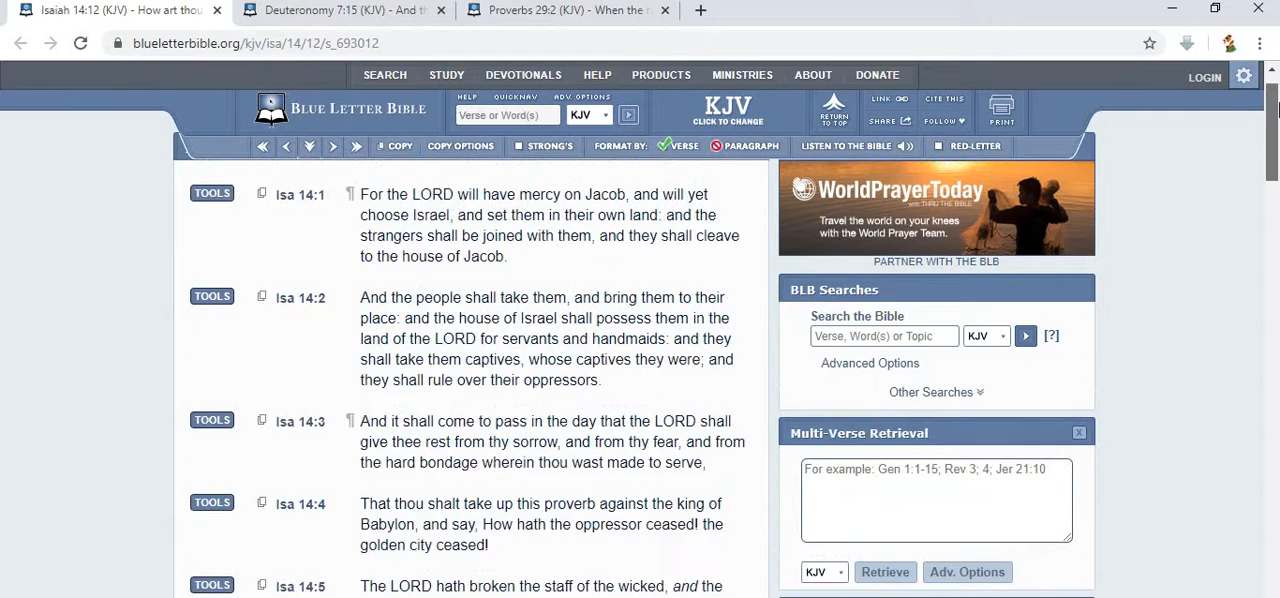 Isaiah 14:12 (KJV) - How art thou
Deuteronomy 7:15 (KJV) - And th
Proverbs 29:2 (KJV) - When the r
blueletterbible.org/kjv/isa/14/12/s_693012
SEARCH STUDY DEVOTIONALS HELP PRODUCTS MINISTRIES ABOUT DONATE
LOGIN
BLUE LETTER BIBLE
HELP QUICKNAV ADV. OPTIONS
Verse or Word(s) KJV
KJV
CLICK TO CHANGE
RETURN
TO TOP
LINK CITE THIS
SHARE FOLLOW
PRINT
COPY COPY OPTIONS STRONG'S FORMAT BY: VERSE PARAGRAPH LISTEN TO THE BIBLE RED-LETTER
TOOLS Isa 14:1 ¶ For the LORD will have mercy on Jacob, and will yet
choose Israel, and set them in their own land: and the
strangers shall be joined with them, and they shall cleave
to the house of Jacob.
TOOLS Isa 14:2 And the people shall take them, and bring them to their
place: and the house of Israel shall possess them in the
land of the LORD for servants and handmaids: and they
shall take them captives, whose captives they were; and
they shall rule over their oppressors.
TOOLS Isa 14:3 ¶ And it shall come to pass in the day that the LORD shall
give thee rest from thy sorrow, and from thy fear, and from
the hard bondage wherein thou wast made to serve,
TOOLS Isa 14:4 That thou shalt take up this proverb against the king of
Babylon, and say, How hath the oppressor ceased! the
golden city ceased!
TOOLS Isa 14:5 The LORD hath broken the staff of the wicked, and the
WorldPrayerToday
with THRU THE BIBLE
Travel the world on your knees
with the World Prayer Team.
PARTNER WITH THE BLB
BLB Searches
Search the Bible
Verse, Word(s) or Topic KJV [?]
Advanced Options
Other Searches
Multi-Verse Retrieval x
For example: Gen 1:1-15; Rev 3; 4; Jer 21:10
KJV Retrieve Adv. Options